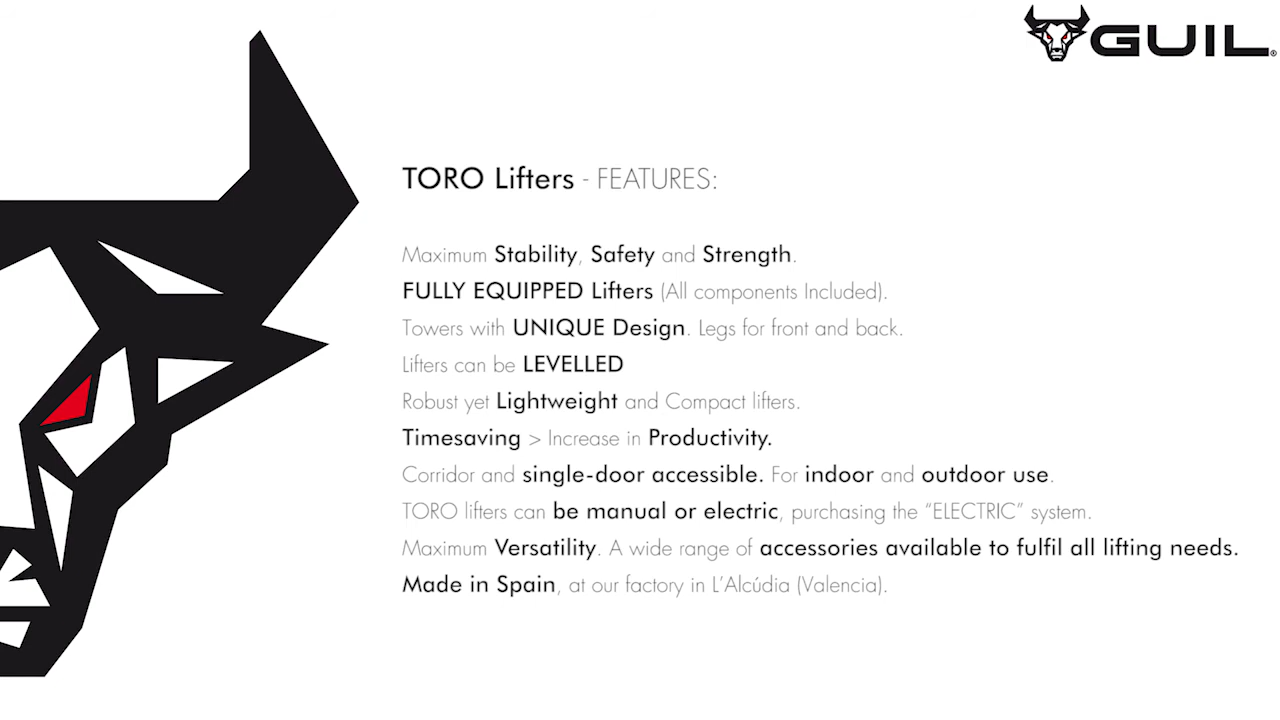 GUIL®
TORO Lifters - FEATURES:
Maximum Stability, Safety and Strength.
FULLY EQUIPPED Lifters (All components Included).
Towers with UNIQUE Design. Legs for front and back.
Lifters can be LEVELLED
Robust yet Lightweight and Compact lifters.
Timesaving > Increase in Productivity.
Corridor and single-door accessible. For indoor and outdoor use.
TORO lifters can be manual or electric, purchasing the “ELECTRIC” system.
Maximum Versatility. A wide range of accessories available to fulfil all lifting needs.
Made in Spain, at our factory in L’Alcúdia (Valencia).